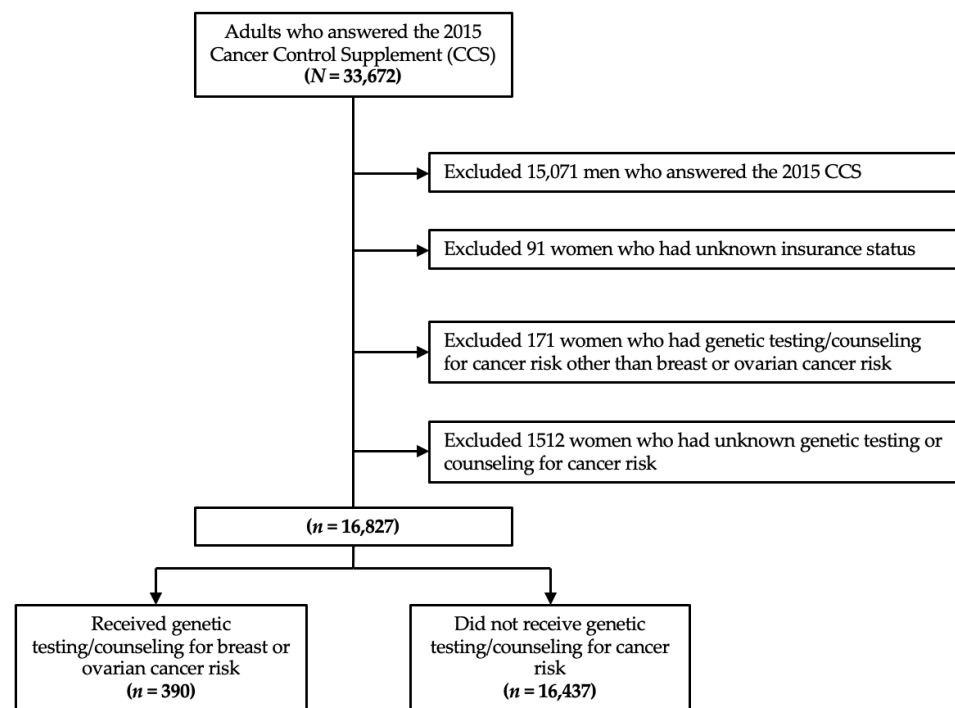 Adults who answered the 2015
Cancer Control Supplement (CCS)
(N = 33,672)
Excluded 15,071 men who answered the 2015 CCS
Excluded 91 women who had unknown insurance status
Excluded 171 women who had genetic testing/counseling
for cancer risk other than breast or ovarian cancer risk
Excluded 1512 women who had unknown genetic testing or
counseling for cancer risk
(n = 16,827)
Received genetic
testing/counseling for breast or
ovarian cancer risk
(n = 390)
Did not receive genetic
testing/counseling for cancer
risk
(n = 16,437)